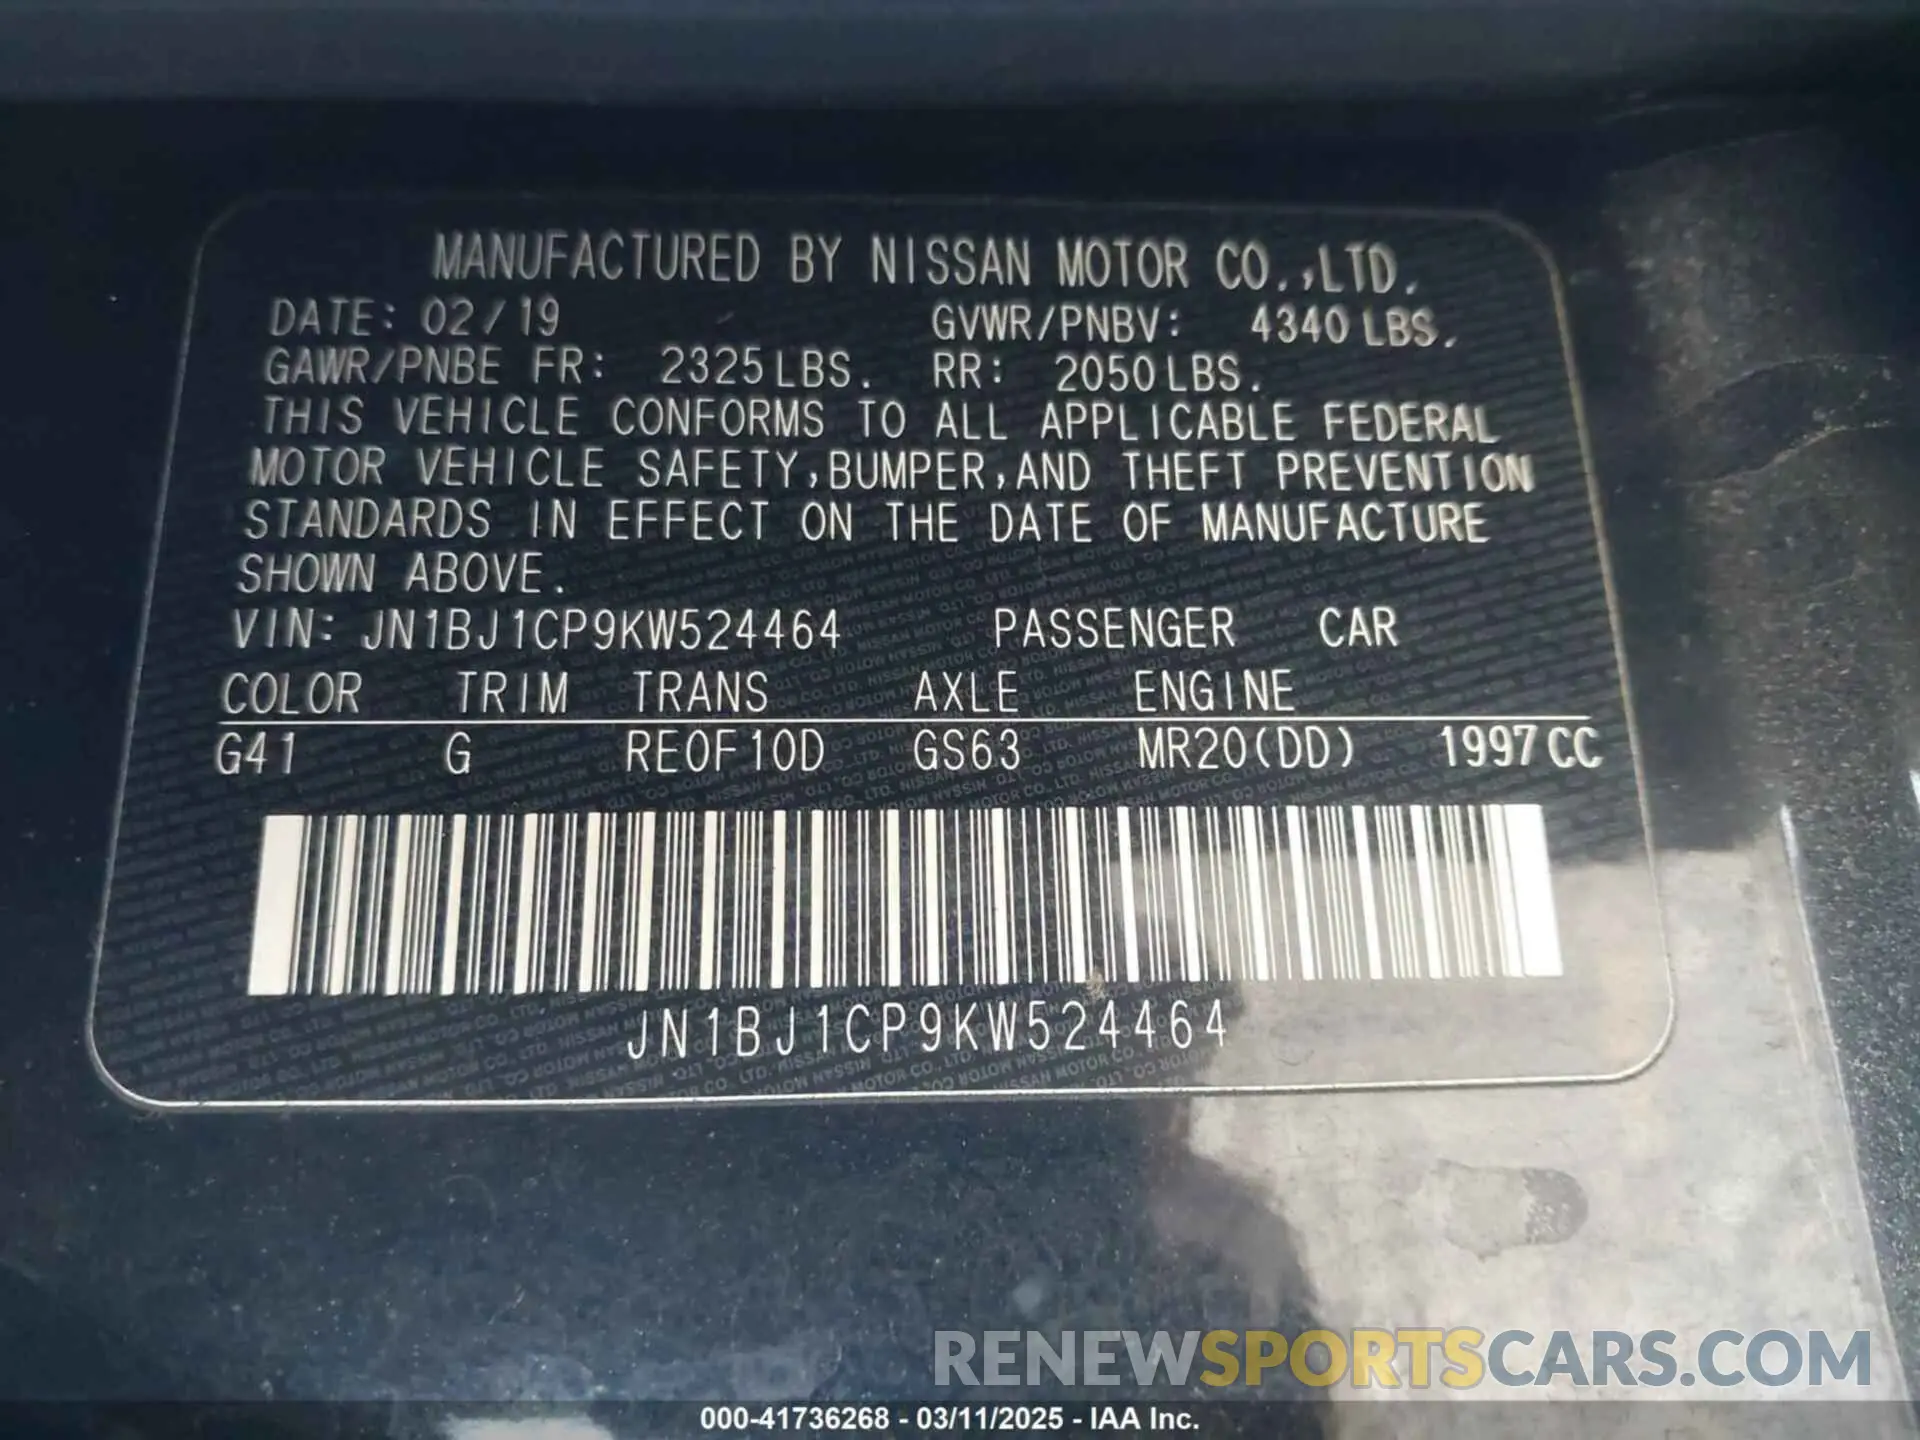 MANUFACTURED BY NISSAN MOTOR CO.,LTD.
DATE: 02/19 GVWR/PNBV: 4340 LBS.
GAWR/PNBE FR: 2325 LBS. RR: 2050 LBS.
THIS VEHICLE CONFORMS TO ALL APPLICABLE FEDERAL
MOTOR VEHICLE SAFETY,BUMPER,AND THEFT PREVENTION
STANDARDS IN EFFECT ON THE DATE OF MANUFACTURE
SHOWN ABOVE.
VIN: JN1BJ1CP9KW524464 PASSENGER CAR
COLOR TRIM TRANS AXLE ENGINE
G41 G RE0F10D GS63 MR20(DD) 1997CC
JN1BJ1CP9KW524464
RENEWSPORTSCARS.COM
000-41736268 - 03/11/2025 - IAA Inc.